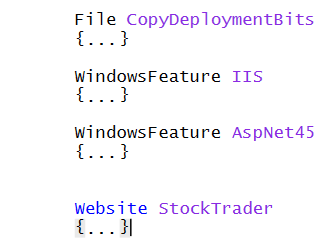 File CopyDeploymentBits
{...}
WindowsFeature IIS
{...}
WindowsFeature AspNet45
{...}
Website StockTrader
{...}